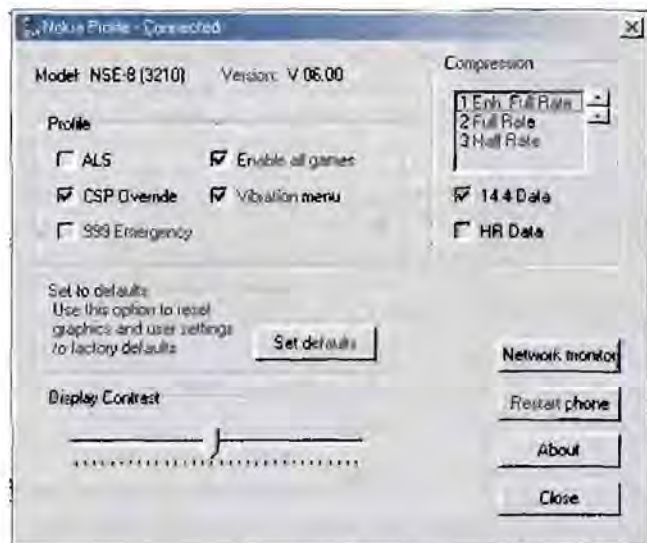 Nokia Profile - Connected
Model: NSE-8 (3210) Version: V 06.00
Profile
ALS
Enable all games
CSP Override
Vibration menu
999 Emergency
Compression
1 Enh. Full Rate
2 Full Rate
3 Half Rate
14.4 Data
HR Data
Set to defaults
Use this option to reset
graphics and user settings
to factory defaults
Set defaults
Display Contrast
Network monitor
Restart phone
About
Close